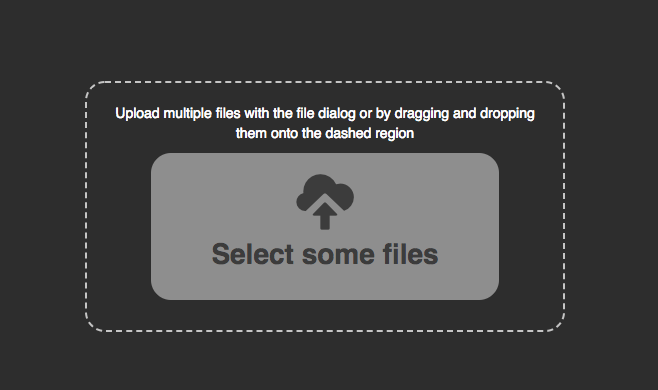 Upload multiple files with the file dialog or by dragging and dropping
them onto the dashed region
Select some files